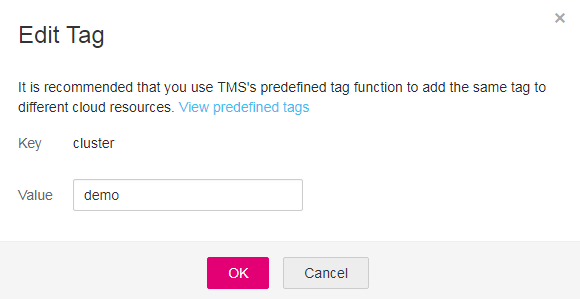 Edit Tag
It is recommended that you use TMS's predefined tag function to add the same tag to
different cloud resources. View predefined tags
Key cluster
Value demo
OK Cancel